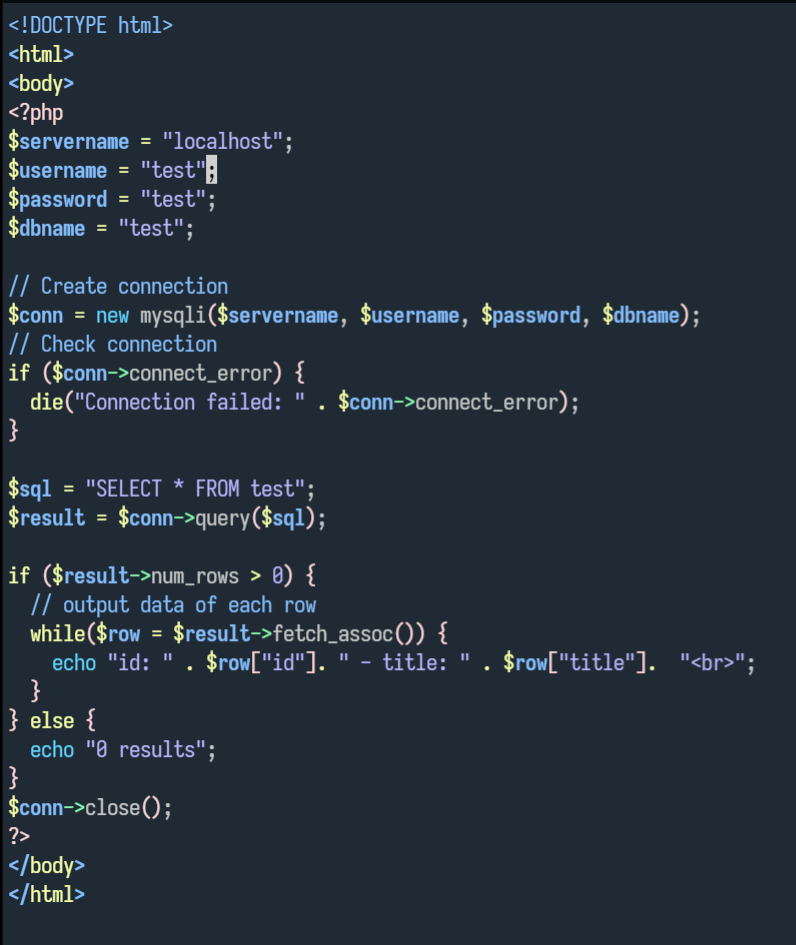 <!DOCTYPE html>
<html>
<body>
<?php
$servername = "localhost";
$username = "test";
$password = "test";
$dbname = "test";

// Create connection
$conn = new mysqli($servername, $username, $password, $dbname);
// Check connection
if ($conn->connect_error) {
  die("Connection failed: " . $conn->connect_error);
}

$sql = "SELECT * FROM test";
$result = $conn->query($sql);

if ($result->num_rows > 0) {
  // output data of each row
  while($row = $result->fetch_assoc()) {
    echo "id: " . $row["id"]. " - title: " . $row["title"].  "<br>";
  }
} else {
  echo "0 results";
}
$conn->close();
?>
</body>
</html>